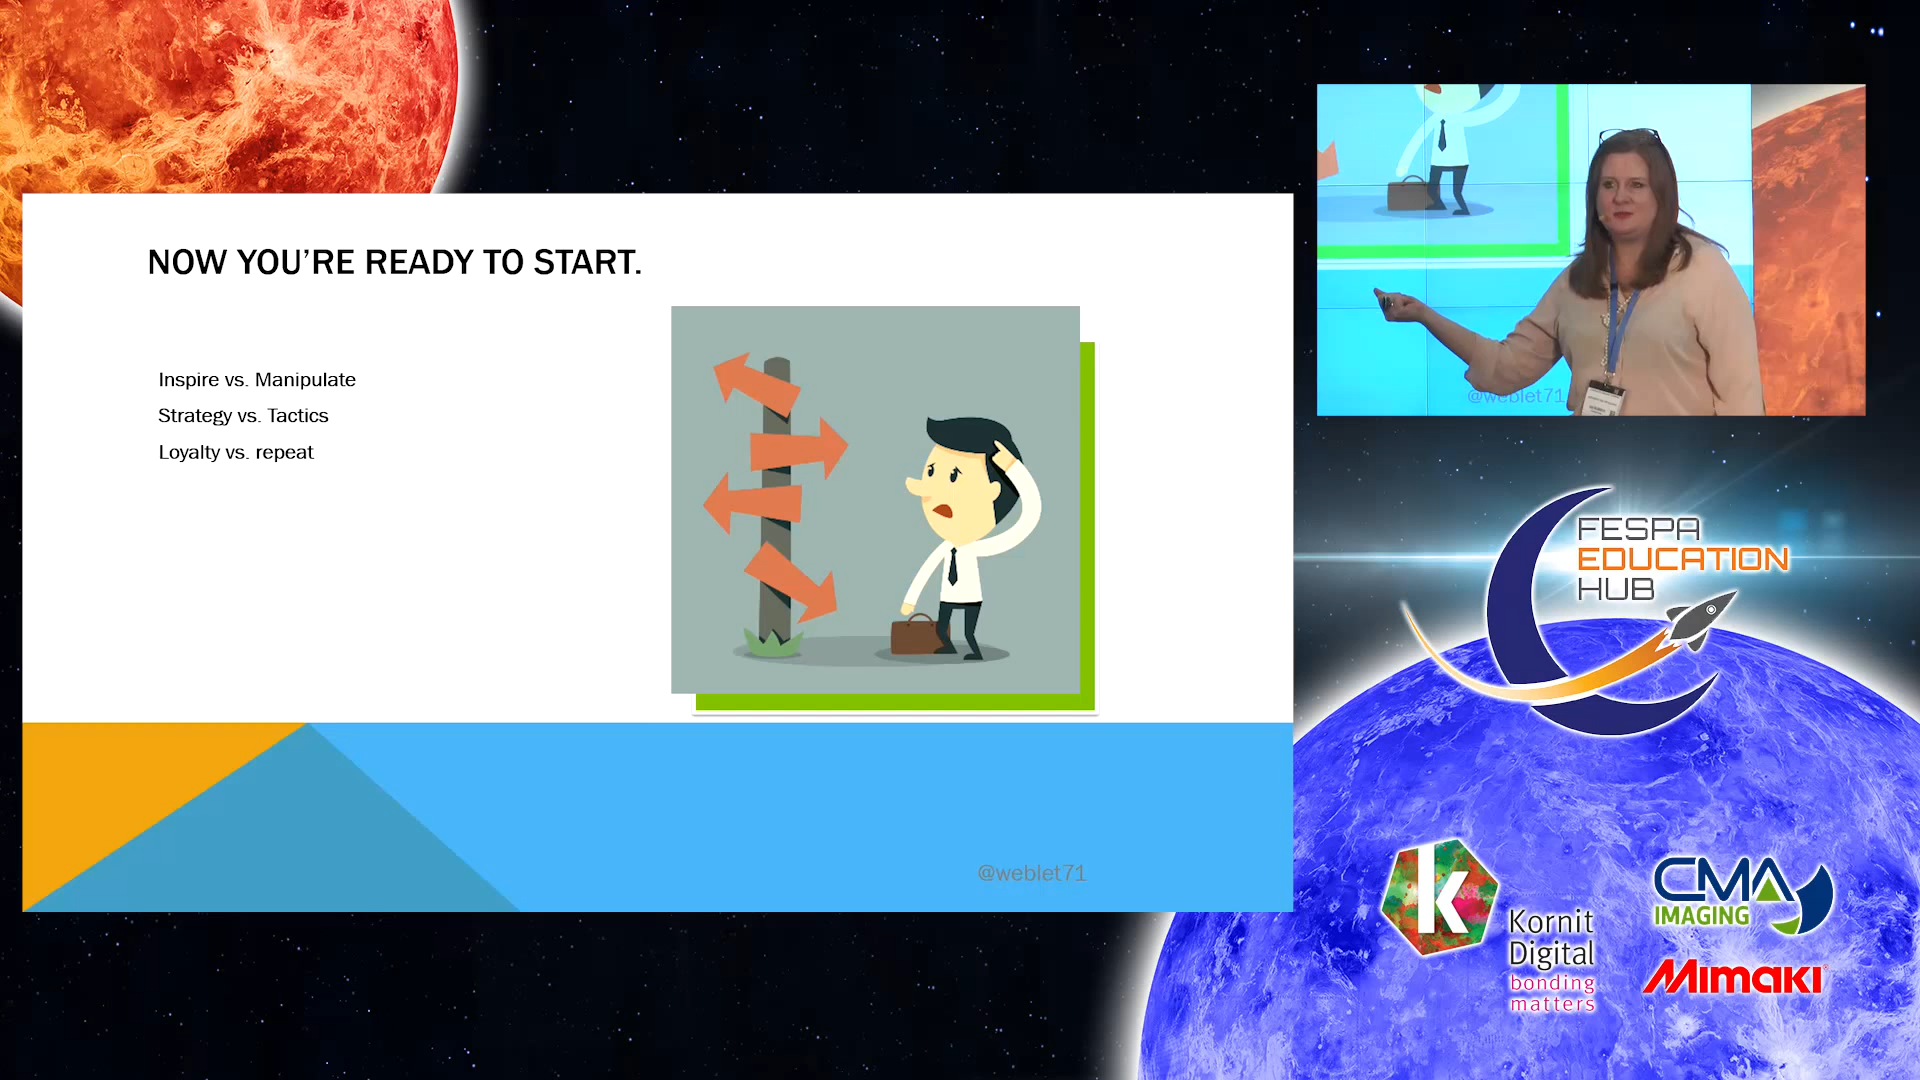 NOW YOU'RE READY TO START.
Inspire vs. Manipulate
Strategy vs. Tactics
Loyalty vs. repeat
@weblet71
@weblet71
FESPA
EDUCATION
HUB
k
Kornit
Digital
bonding
matters
CMA
IMAGING
Mimaki